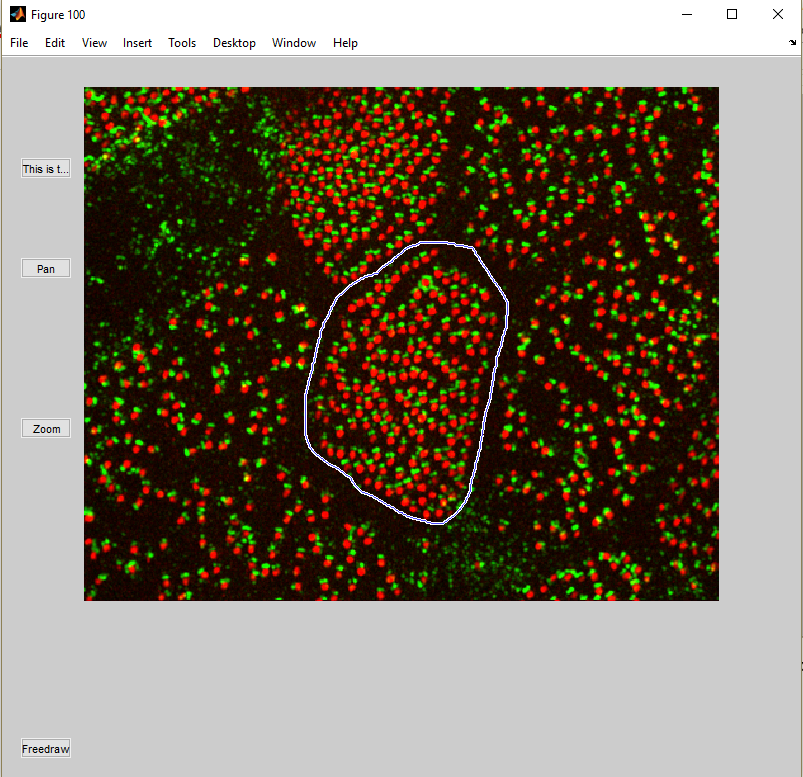 Figure 100
File Edit View Insert Tools Desktop Window Help
This is t...
Pan
Zoom
Freedraw